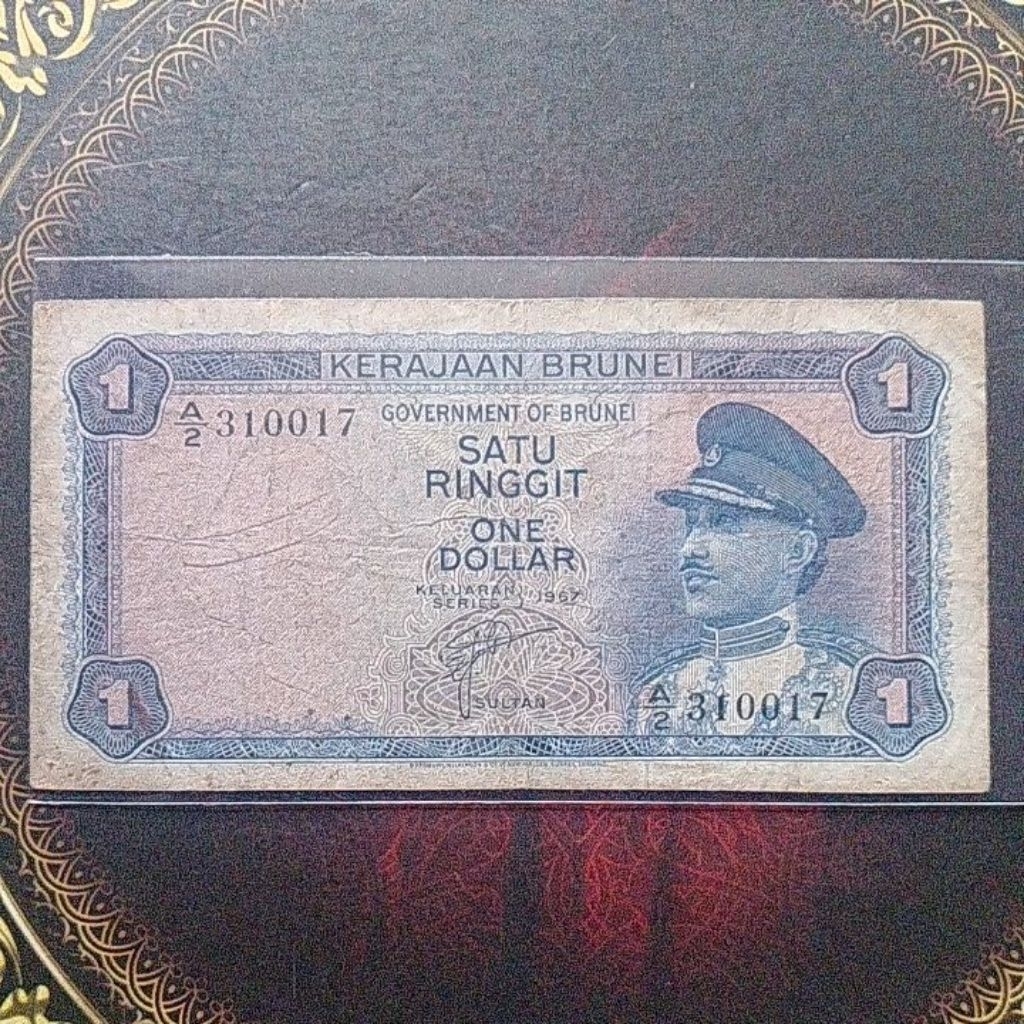 KERAJAAN BRUNEI
1 1
A/2 310017
GOVERNMENT OF BRUNEI
SATU
RINGGIT
ONE
DOLLAR
KELUARAN
SERIES 1967
SULTAN
A/2 310017
1 1